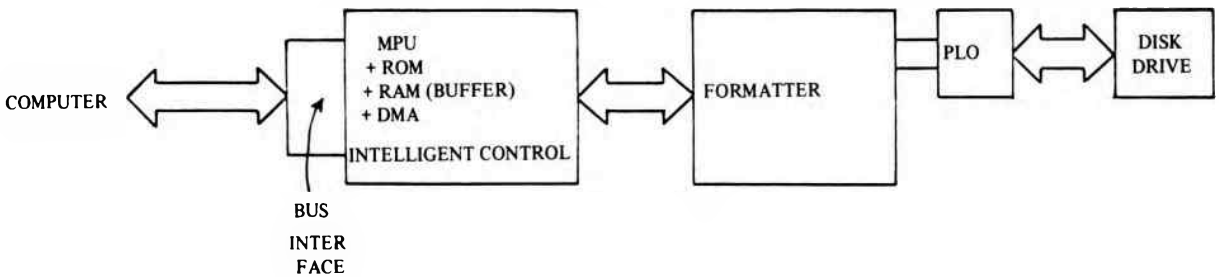 COMPUTER
BUS
INTER
FACE
MPU
+ ROM
+ RAM (BUFFER)
+ DMA
INTELLIGENT CONTROL
FORMATTER
PLO
DISK
DRIVE